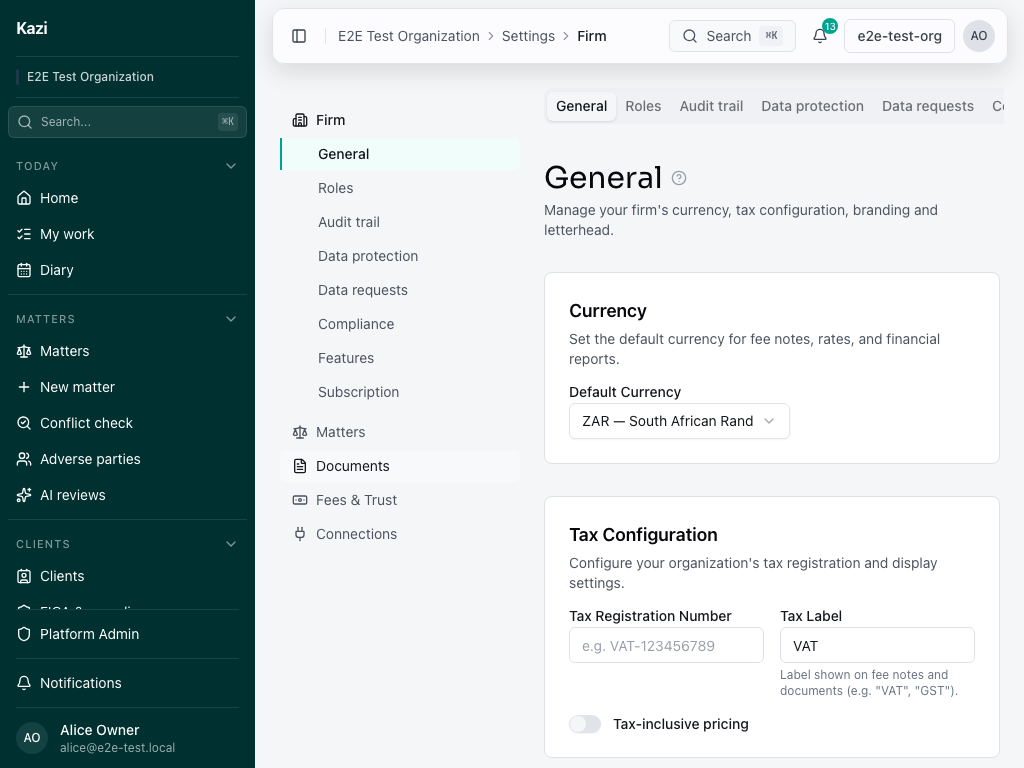 Kazi
E2E Test Organization
Search...
⌘K
TODAY
Home
My work
Diary
MATTERS
Matters
New matter
Conflict check
Adverse parties
AI reviews
CLIENTS
Clients
Platform Admin
Notifications
AO
Alice Owner
alice@e2e-test.local
E2E Test Organization
Settings
Firm
Search
⌘K
13
e2e-test-org
AO
Firm
General
Roles
Audit trail
Data protection
Data requests
Compliance
Features
Subscription
Matters
Documents
Fees & Trust
Connections
General
Roles
Audit trail
Data protection
Data requests
General
Manage your firm's currency, tax configuration, branding and
letterhead.
Currency
Set the default currency for fee notes, rates, and financial
reports.
Default Currency
ZAR — South African Rand
Tax Configuration
Configure your organization's tax registration and display
settings.
Tax Registration Number
e.g. VAT-123456789
Tax Label
VAT
Label shown on fee notes and
documents (e.g. "VAT", "GST").
Tax-inclusive pricing